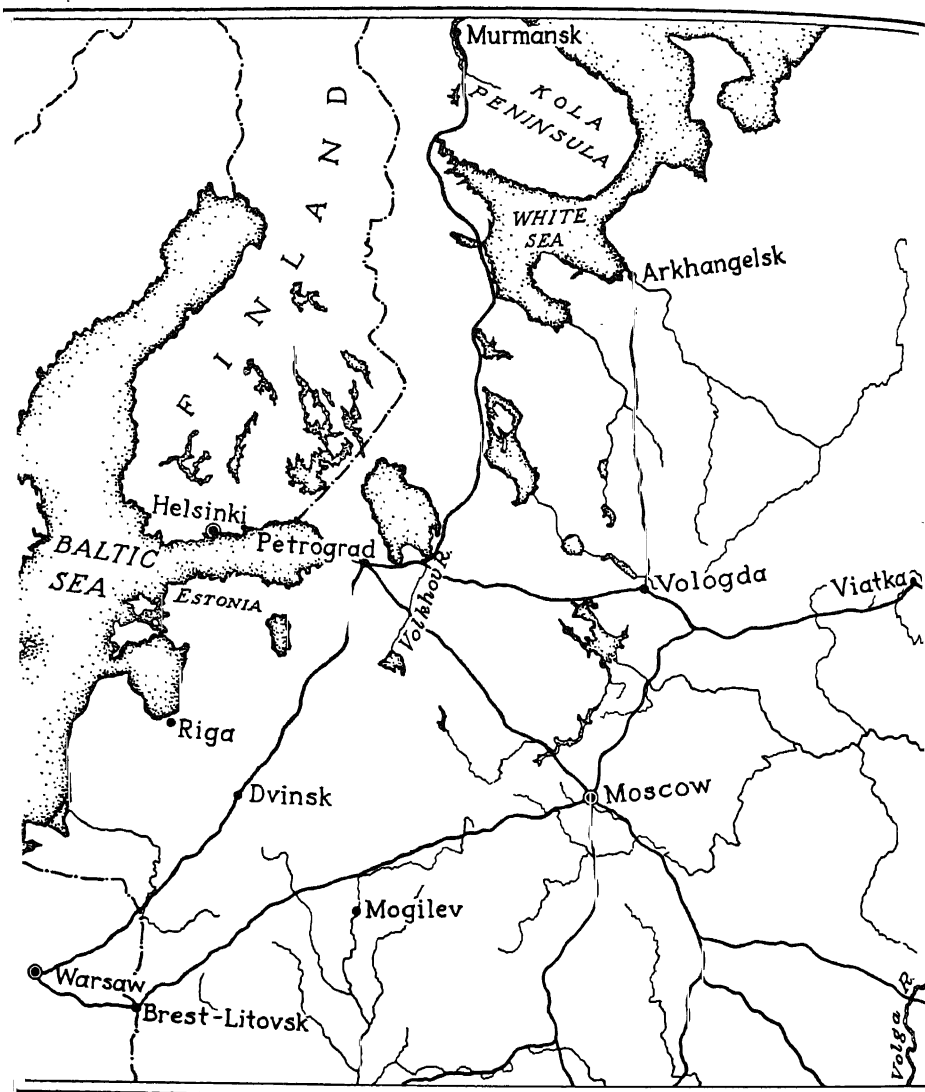 Murmansk
KOLA
PENINSULA
FINLAND
WHITE
SEA
Arkhangelsk
Helsinki
Petrograd
BALTIC
SEA
ESTONIA
Volkhov R.
Vologda
Viatka
Riga
Dvinsk
Moscow
Mogilev
Warsaw
Brest-Litovsk
Volga R.